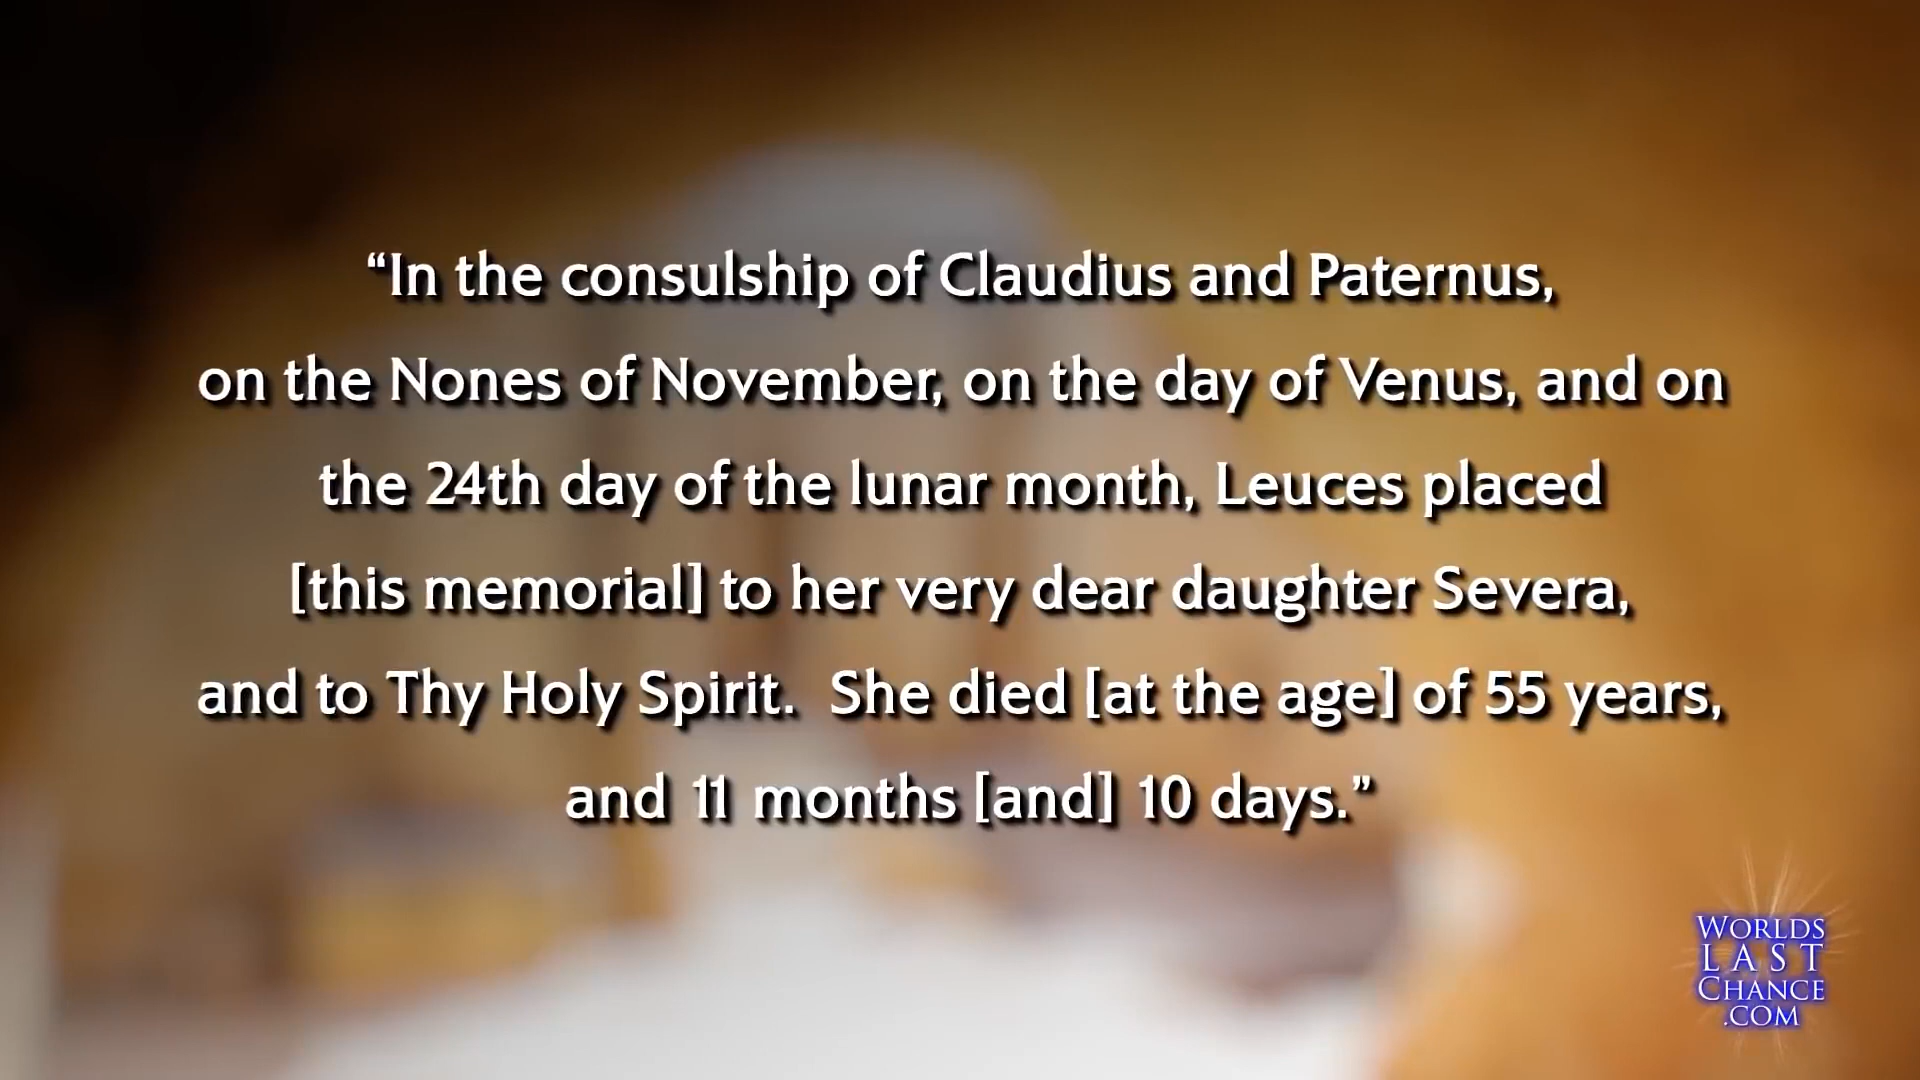 “In the consulship of Claudius and Paternus,
on the Nones of November, on the day of Venus, and on
the 24th day of the lunar month, Leuces placed
[this memorial] to her very dear daughter Severa,
and to Thy Holy Spirit. She died [at the age] of 55 years,
and 11 months [and] 10 days.”
WORLDS
LAST
CHANCE
.COM